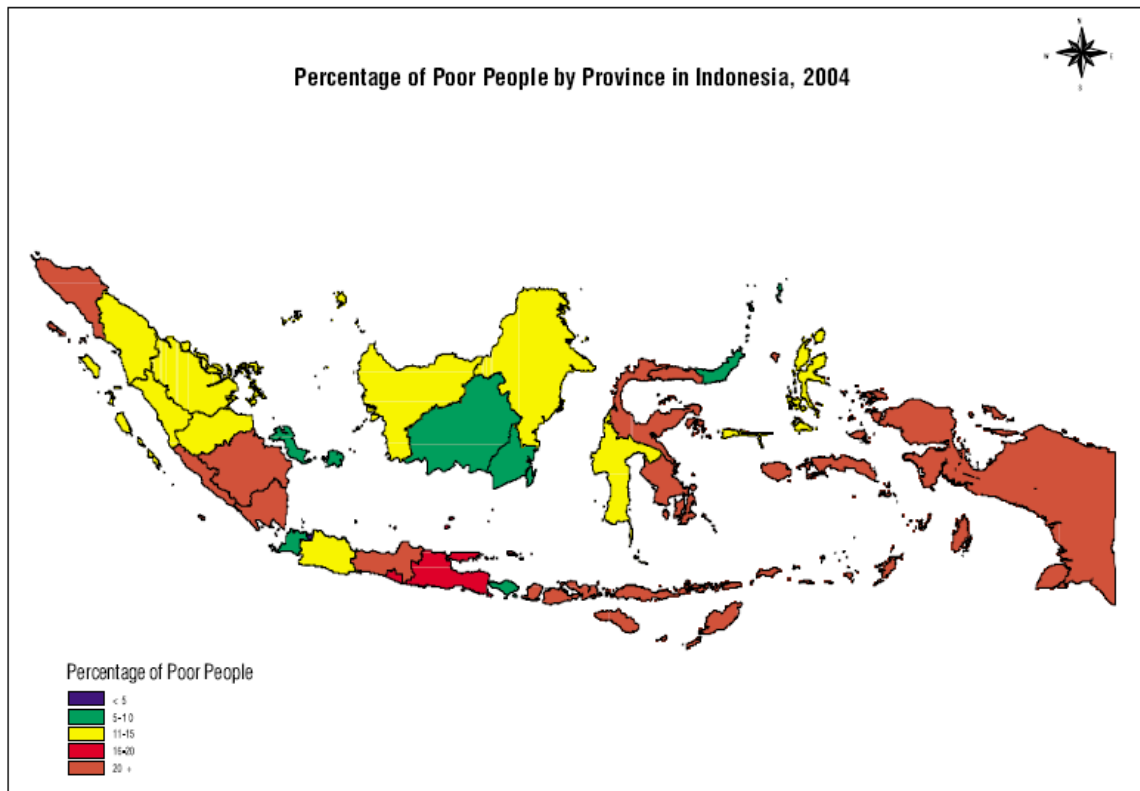 N
W E
S
Percentage of Poor People by Province in Indonesia, 2004
Percentage of Poor People
< 5
5-10
11-15
16-20
20 +